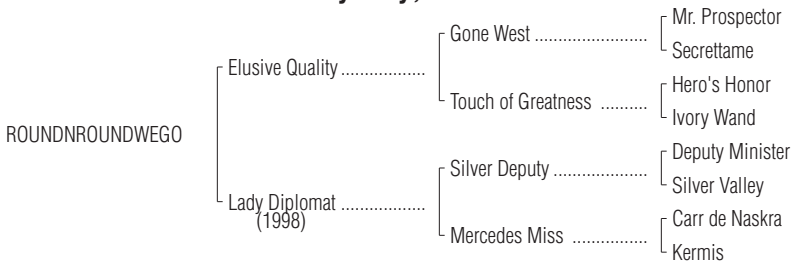 Mr. Prospector
Gone West ....................
Secrettame
Elusive Quality ..................
Hero's Honor
Touch of Greatness ..........
Ivory Wand
ROUNDNROUNDWEGO
Deputy Minister
Silver Deputy ....................
Silver Valley
Lady Diplomat ..................
(1998)
Carr de Naskra
Mercedes Miss ................
Kermis